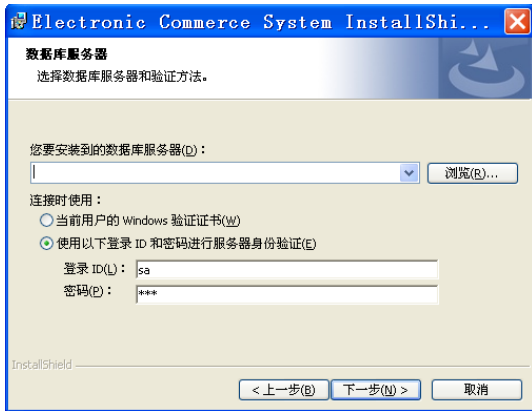 Electronic Commerce System InstallShi...
数据库服务器
选择数据库服务器和验证方法。
您要安装到的数据库服务器(D)：
浏览(R)...
连接时使用：
当前用户的 Windows 验证证书(W)
使用以下登录 ID 和密码进行服务器身份验证(E)
登录 ID(L)： sa
密码(P)： ***
InstallShield
< 上一步(B) 下一步(N) > 取消